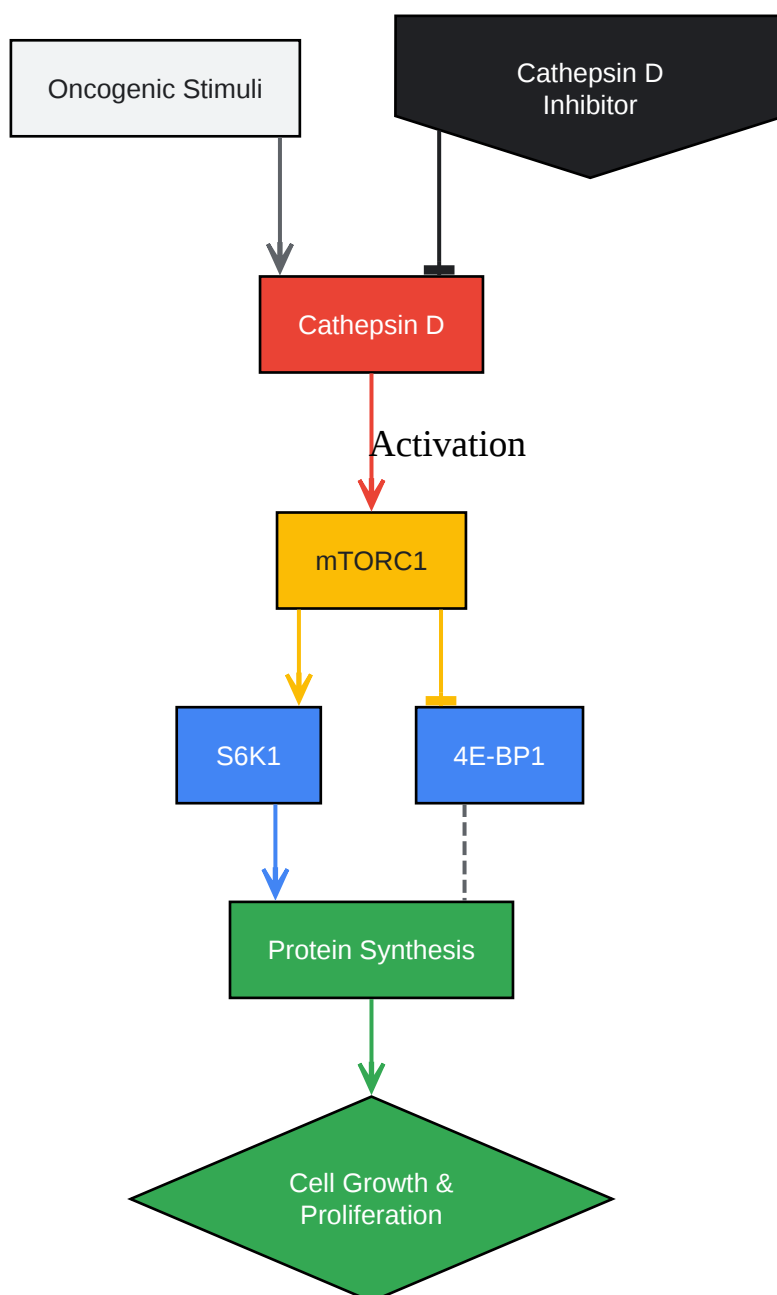 Oncogenic Stimuli
Cathepsin D
Inhibitor
Cathepsin D
Activation
mTORC1
S6K1
4E-BP1
Protein Synthesis
Cell Growth &
Proliferation